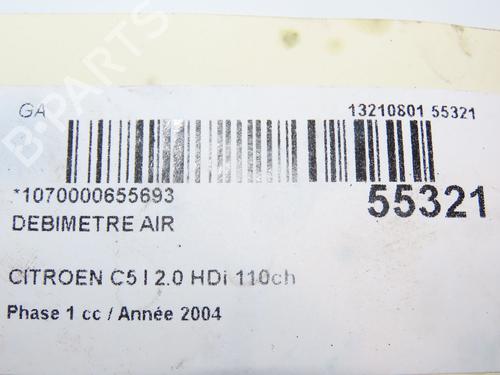 B-PARTS
GA
13210801 55321
*1070000655693
55321
DEBIMETRE AIR
CITROEN C5 I 2.0 HDi 110ch
Phase 1 cc / Année 2004